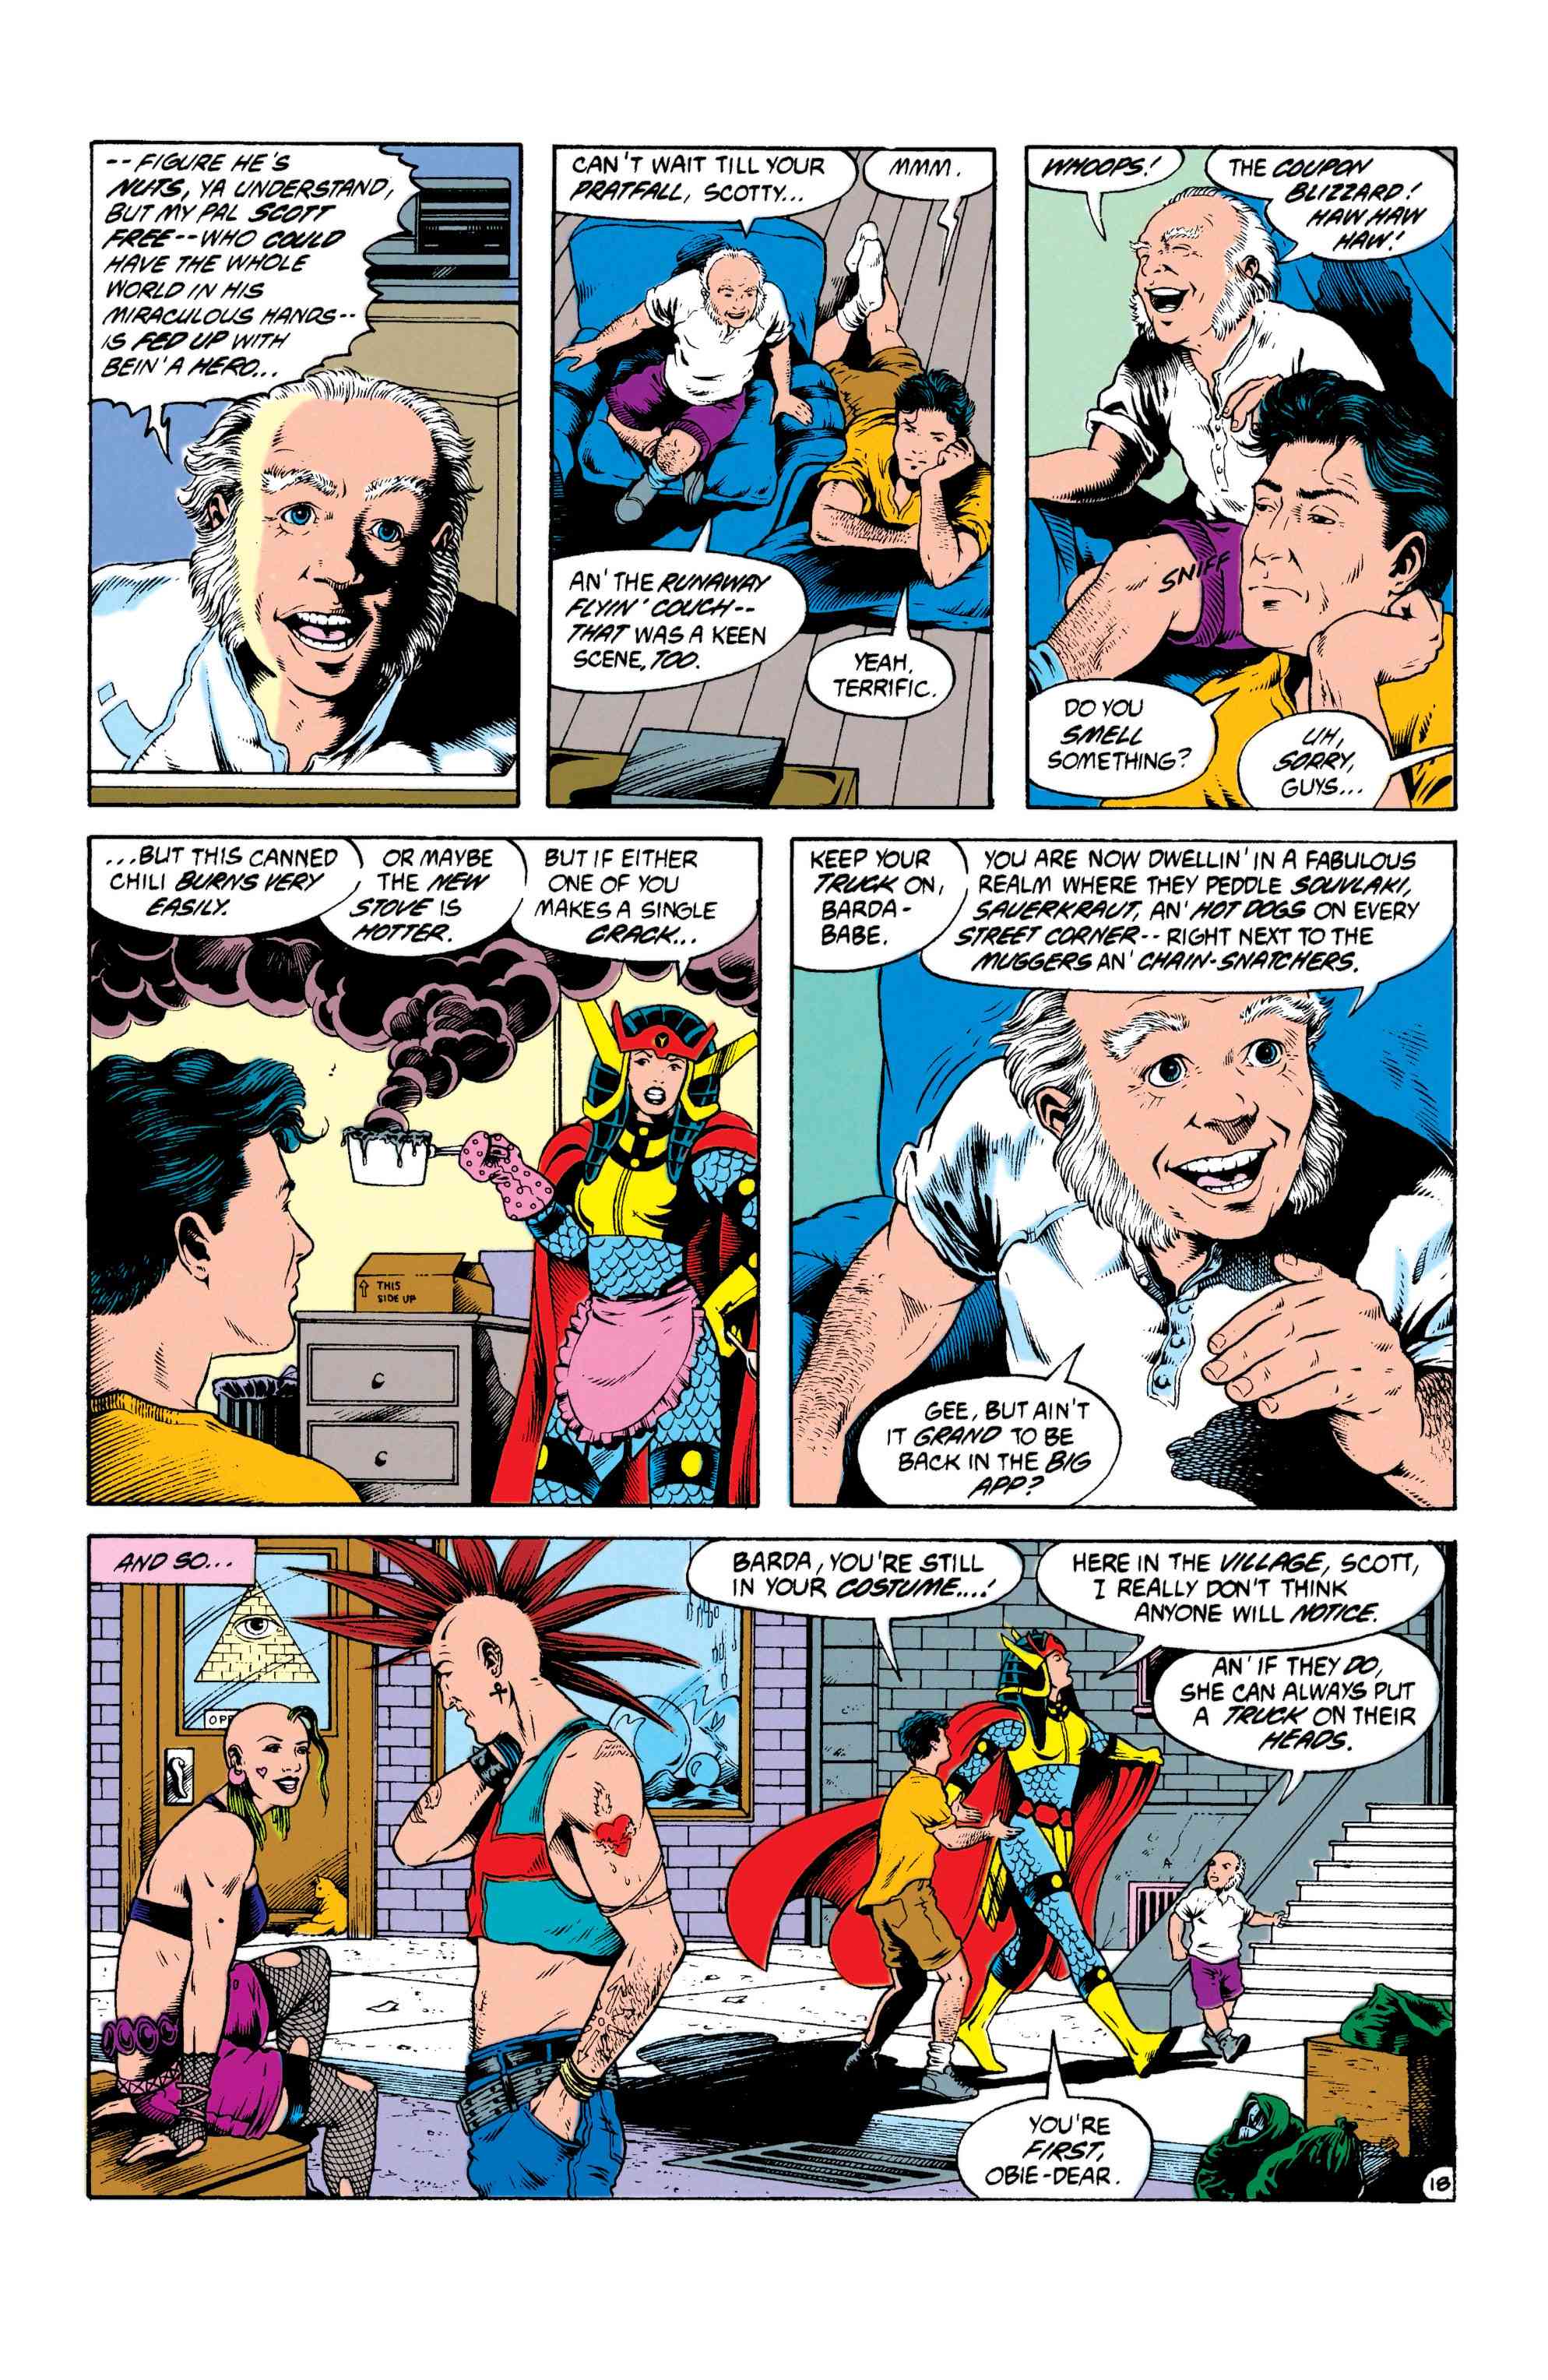 -- FIGURE HE'S
NUTS, YA UNDERSTAND,
BUT MY PAL SCOTT
FREE -- WHO COULD
HAVE THE WHOLE
WORLD IN HIS
MIRACULOUS HANDS --
IS FED UP WITH
BEIN' A HERO...
CAN'T WAIT TILL YOUR
PRATFALL, SCOTTY...
MMM.
AN' THE RUNAWAY
FLYIN' COUCH --
THAT WAS A KEEN
SCENE, TOO.
YEAH.
TERRIFIC.
WHOOPS!
THE COUPON
BLIZZARD!
HAW HAW
HAW!
SNIFF
DO YOU
SMELL
SOMETHING?
UH,
SORRY,
GUYS...
...BUT THIS CANNED
CHILI BURNS VERY
EASILY.
OR MAYBE
THE NEW
STOVE IS
HOTTER.
BUT IF EITHER
ONE OF YOU
MAKES A SINGLE
CRACK...
THIS
SIDE UP
KEEP YOUR
TRUCK ON,
BARDA-
BABE.
YOU ARE NOW DWELLIN' IN A FABULOUS
REALM WHERE THEY PEDDLE SOUVLAKI,
SAUERKRAUT, AN' HOT DOGS ON EVERY
STREET CORNER -- RIGHT NEXT TO THE
MUGGERS AN' CHAIN-SNATCHERS.
GEE, BUT AIN'T
IT GRAND TO BE
BACK IN THE BIG
APP?
AND SO...
OPE
BARDA, YOU'RE STILL
IN YOUR COSTUME...!
HERE IN THE VILLAGE, SCOTT,
I REALLY DON'T THINK
ANYONE WILL NOTICE.
AN' IF THEY DO,
SHE CAN ALWAYS PUT
A TRUCK ON THEIR
HEADS.
YOU'RE
FIRST,
OBIE-DEAR.
18